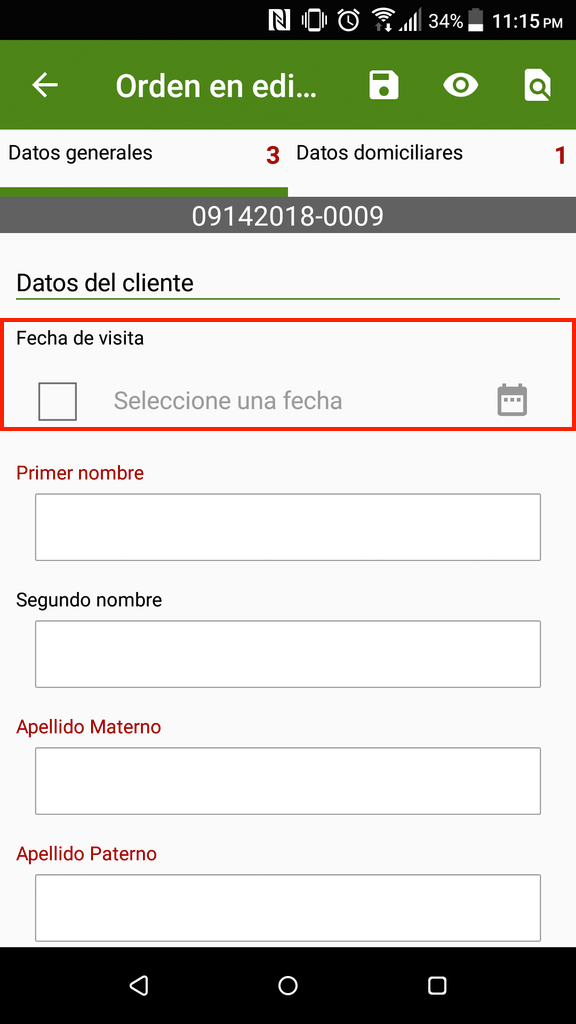 34% 11:15 PM
Orden en edi...
Datos generales 3 Datos domiciliares 1
09142018-0009
Datos del cliente
Fecha de visita
Seleccione una fecha
Primer nombre
Segundo nombre
Apellido Materno
Apellido Paterno